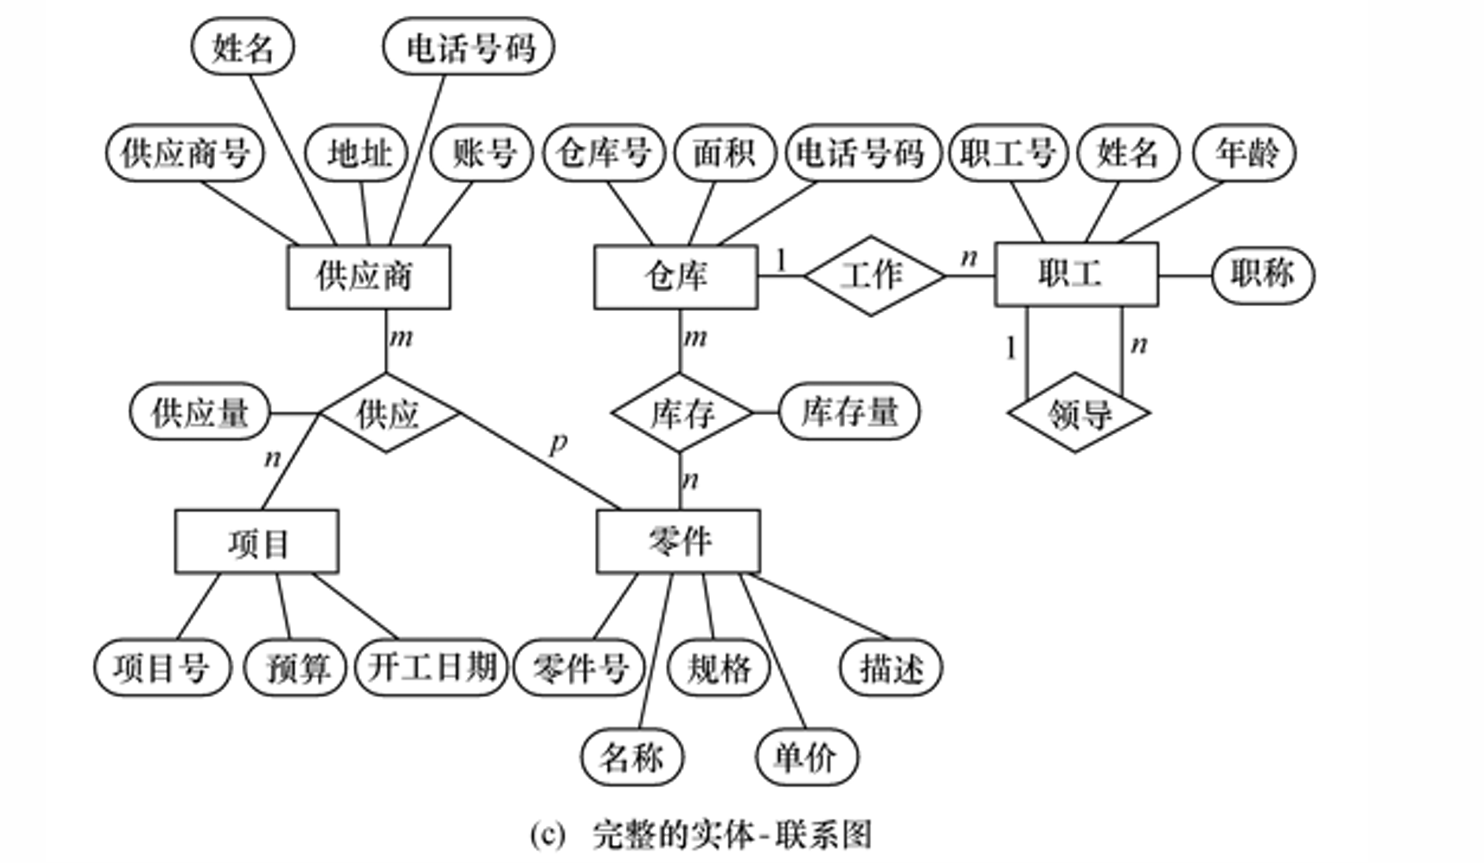 姓名 电话号码
供应商号 地址 账号 仓库号 面积 电话号码 职工号 姓名 年龄
供应商 仓库 1 工作 n 职工 职称
m m 1 n
供应量 供应 库存 库存量 领导
n p n
项目 零件
项目号 预算 开工日期 零件号 规格 描述
名称 单价
(c) 完整的实体-联系图